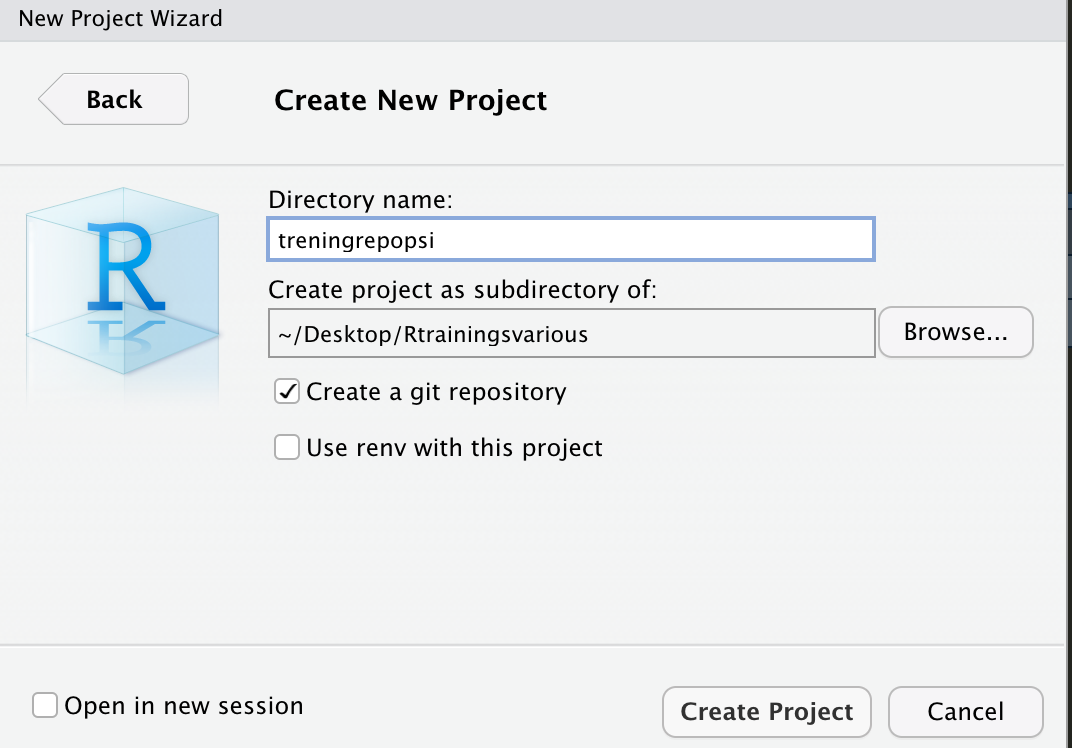 New Project Wizard
Back
Create New Project
R
Directory name:
treningrepopsi
Create project as subdirectory of:
~/Desktop/Rtrainingsvarious
Browse...
Create a git repository
Use renv with this project
Open in new session
Create Project
Cancel